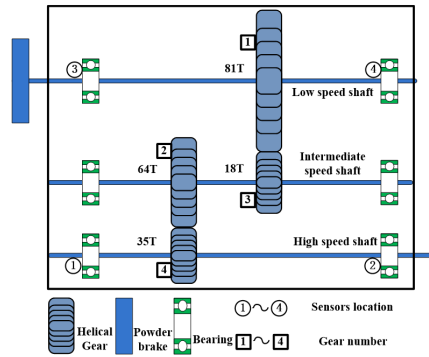 1
3
81T
4
Low speed shaft
2
Intermediate
speed shaft
64T
18T
3
35T
High speed shaft
1
4
2
Helical
Gear
Powder
brake
Bearing
①～④ Sensors location
1～4 Gear number